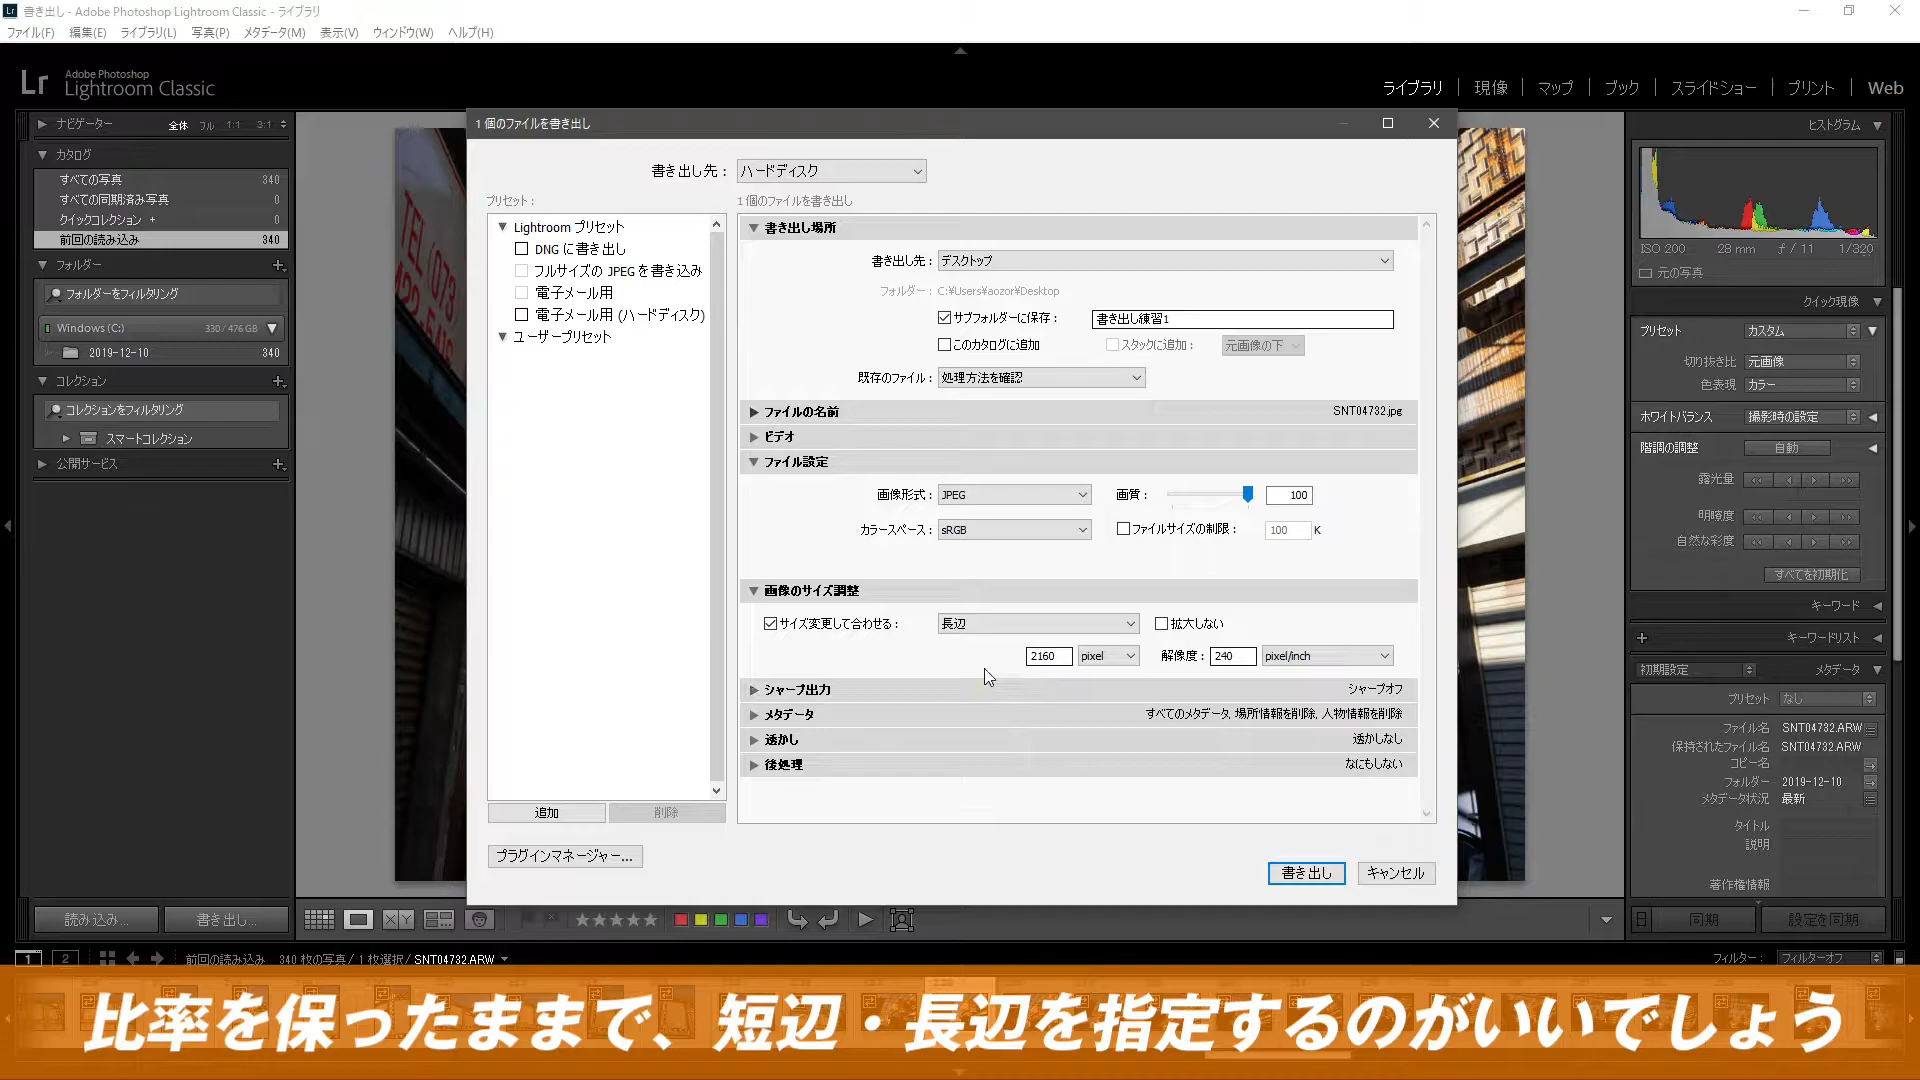 書き出し - Adobe Photoshop Lightroom Classic - ライブラリ
ファイル(F) 編集(E) ライブラリ(L) 写真(P) メタデータ(M) 表示(V) ウィンドウ(W) ヘルプ(H)
Lr Adobe Photoshop
Lightroom Classic
ライブラリ 現像 マップ ブック スライドショー プリント Web
ナビゲーター 全体 フル 1:1 3:1
カタログ
すべての写真 340
すべての同期済み写真 0
クイックコレクション + 0
前回の読み込み 340
フォルダー
フォルダーをフィルタリング
Windows (C:) 330 / 476 GB
2019-12-10 340
コレクション
コレクションをフィルタリング
スマートコレクション
公開サービス
読み込み... 書き出し...
TEL (073
1個のファイルを書き出し
書き出し先: ハードディスク
プリセット:
Lightroom プリセット
DNG に書き出し
フルサイズの JPEG を書き込み
電子メール用
電子メール用 (ハードディスク)
ユーザープリセット
追加 削除
プラグインマネージャー...
1個のファイルを書き出し
書き出し場所
書き出し先: デスクトップ
フォルダー: C:¥Users¥aozor¥Desktop
サブフォルダーに保存: 書き出し練習1
このカタログに追加 スタックに追加: 元画像の下
既存のファイル: 処理方法を確認
ファイルの名前 SNT04732.jpg
ビデオ
ファイル設定
画像形式: JPEG 画質: 100
カラースペース: sRGB ファイルサイズの制限: 100 K
画像のサイズ調整
サイズ変更して合わせる: 長辺 拡大しない
2160 pixel 解像度: 240 pixel/inch
シャープ出力 シャープオフ
メタデータ すべてのメタデータ, 場所情報を削除, 人物情報を削除
透かし 透かしなし
後処理 なにもしない
書き出し キャンセル
ヒストグラム
ISO 200 28 mm f / 11 1/320
元の写真
クイック現像
プリセット カスタム
切り抜き比 元画像
色表現 カラー
ホワイトバランス 撮影時の設定
階調の調整 自動
露光量
明瞭度
自然な彩度
すべてを初期化
キーワード
キーワードリスト
初期設定 メタデータ
プリセット なし
ファイル名 SNT04732.ARW
保持されたファイル名 SNT04732.ARW
コピー名
フォルダー 2019-12-10
メタデータ状況 最新
タイトル
説明
著作権情報
同期 設定を同期
1 2 前回の読み込み 340 枚の写真 / 1 枚選択 / SNT04732.ARW フィルター: フィルターオフ
比率を保ったままで、短辺・長辺を指定するのがいいでしょう